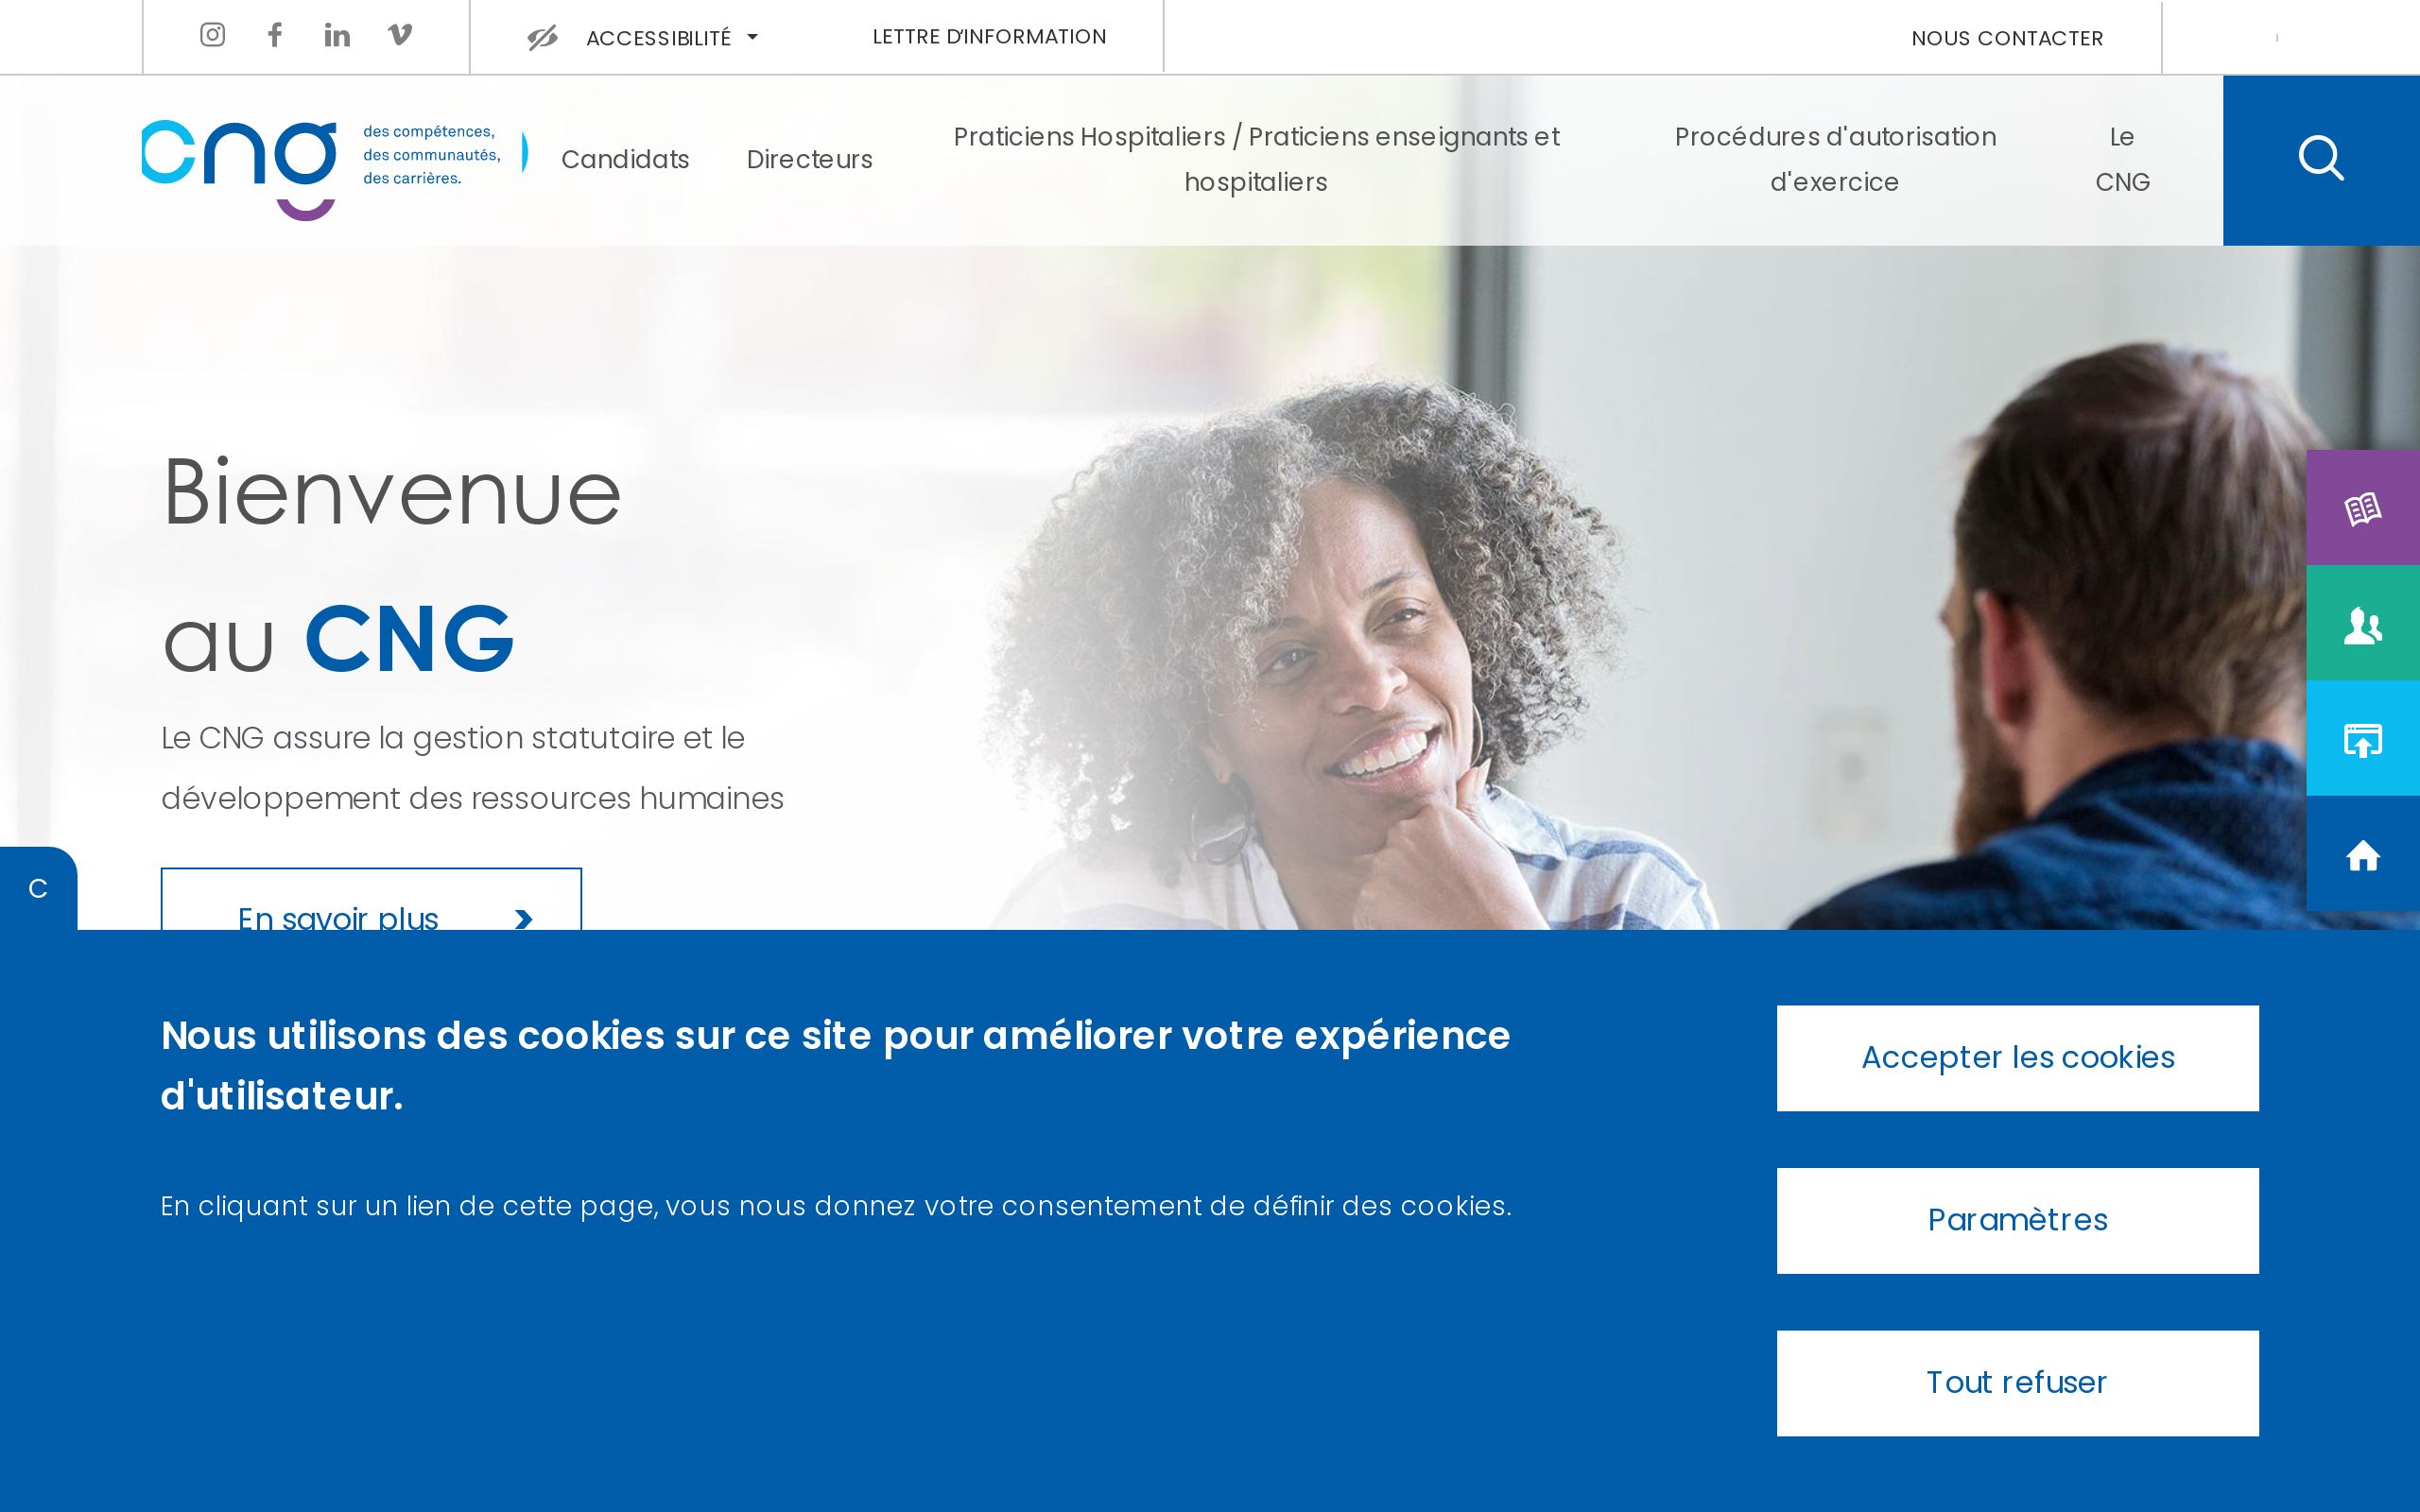 ACCESSIBILITÉ
LETTRE D'INFORMATION
NOUS CONTACTER
cng
des compétences,
des communautés,
des carrières.
Candidats
Directeurs
Praticiens Hospitaliers / Praticiens enseignants et
hospitaliers
Procédures d'autorisation
d'exercice
Le
CNG
Bienvenue
au CNG
Le CNG assure la gestion statutaire et le
développement des ressources humaines
En savoir plus
C
Nous utilisons des cookies sur ce site pour améliorer votre expérience
d'utilisateur.
En cliquant sur un lien de cette page, vous nous donnez votre consentement de définir des cookies.
Accepter les cookies
Paramètres
Tout refuser